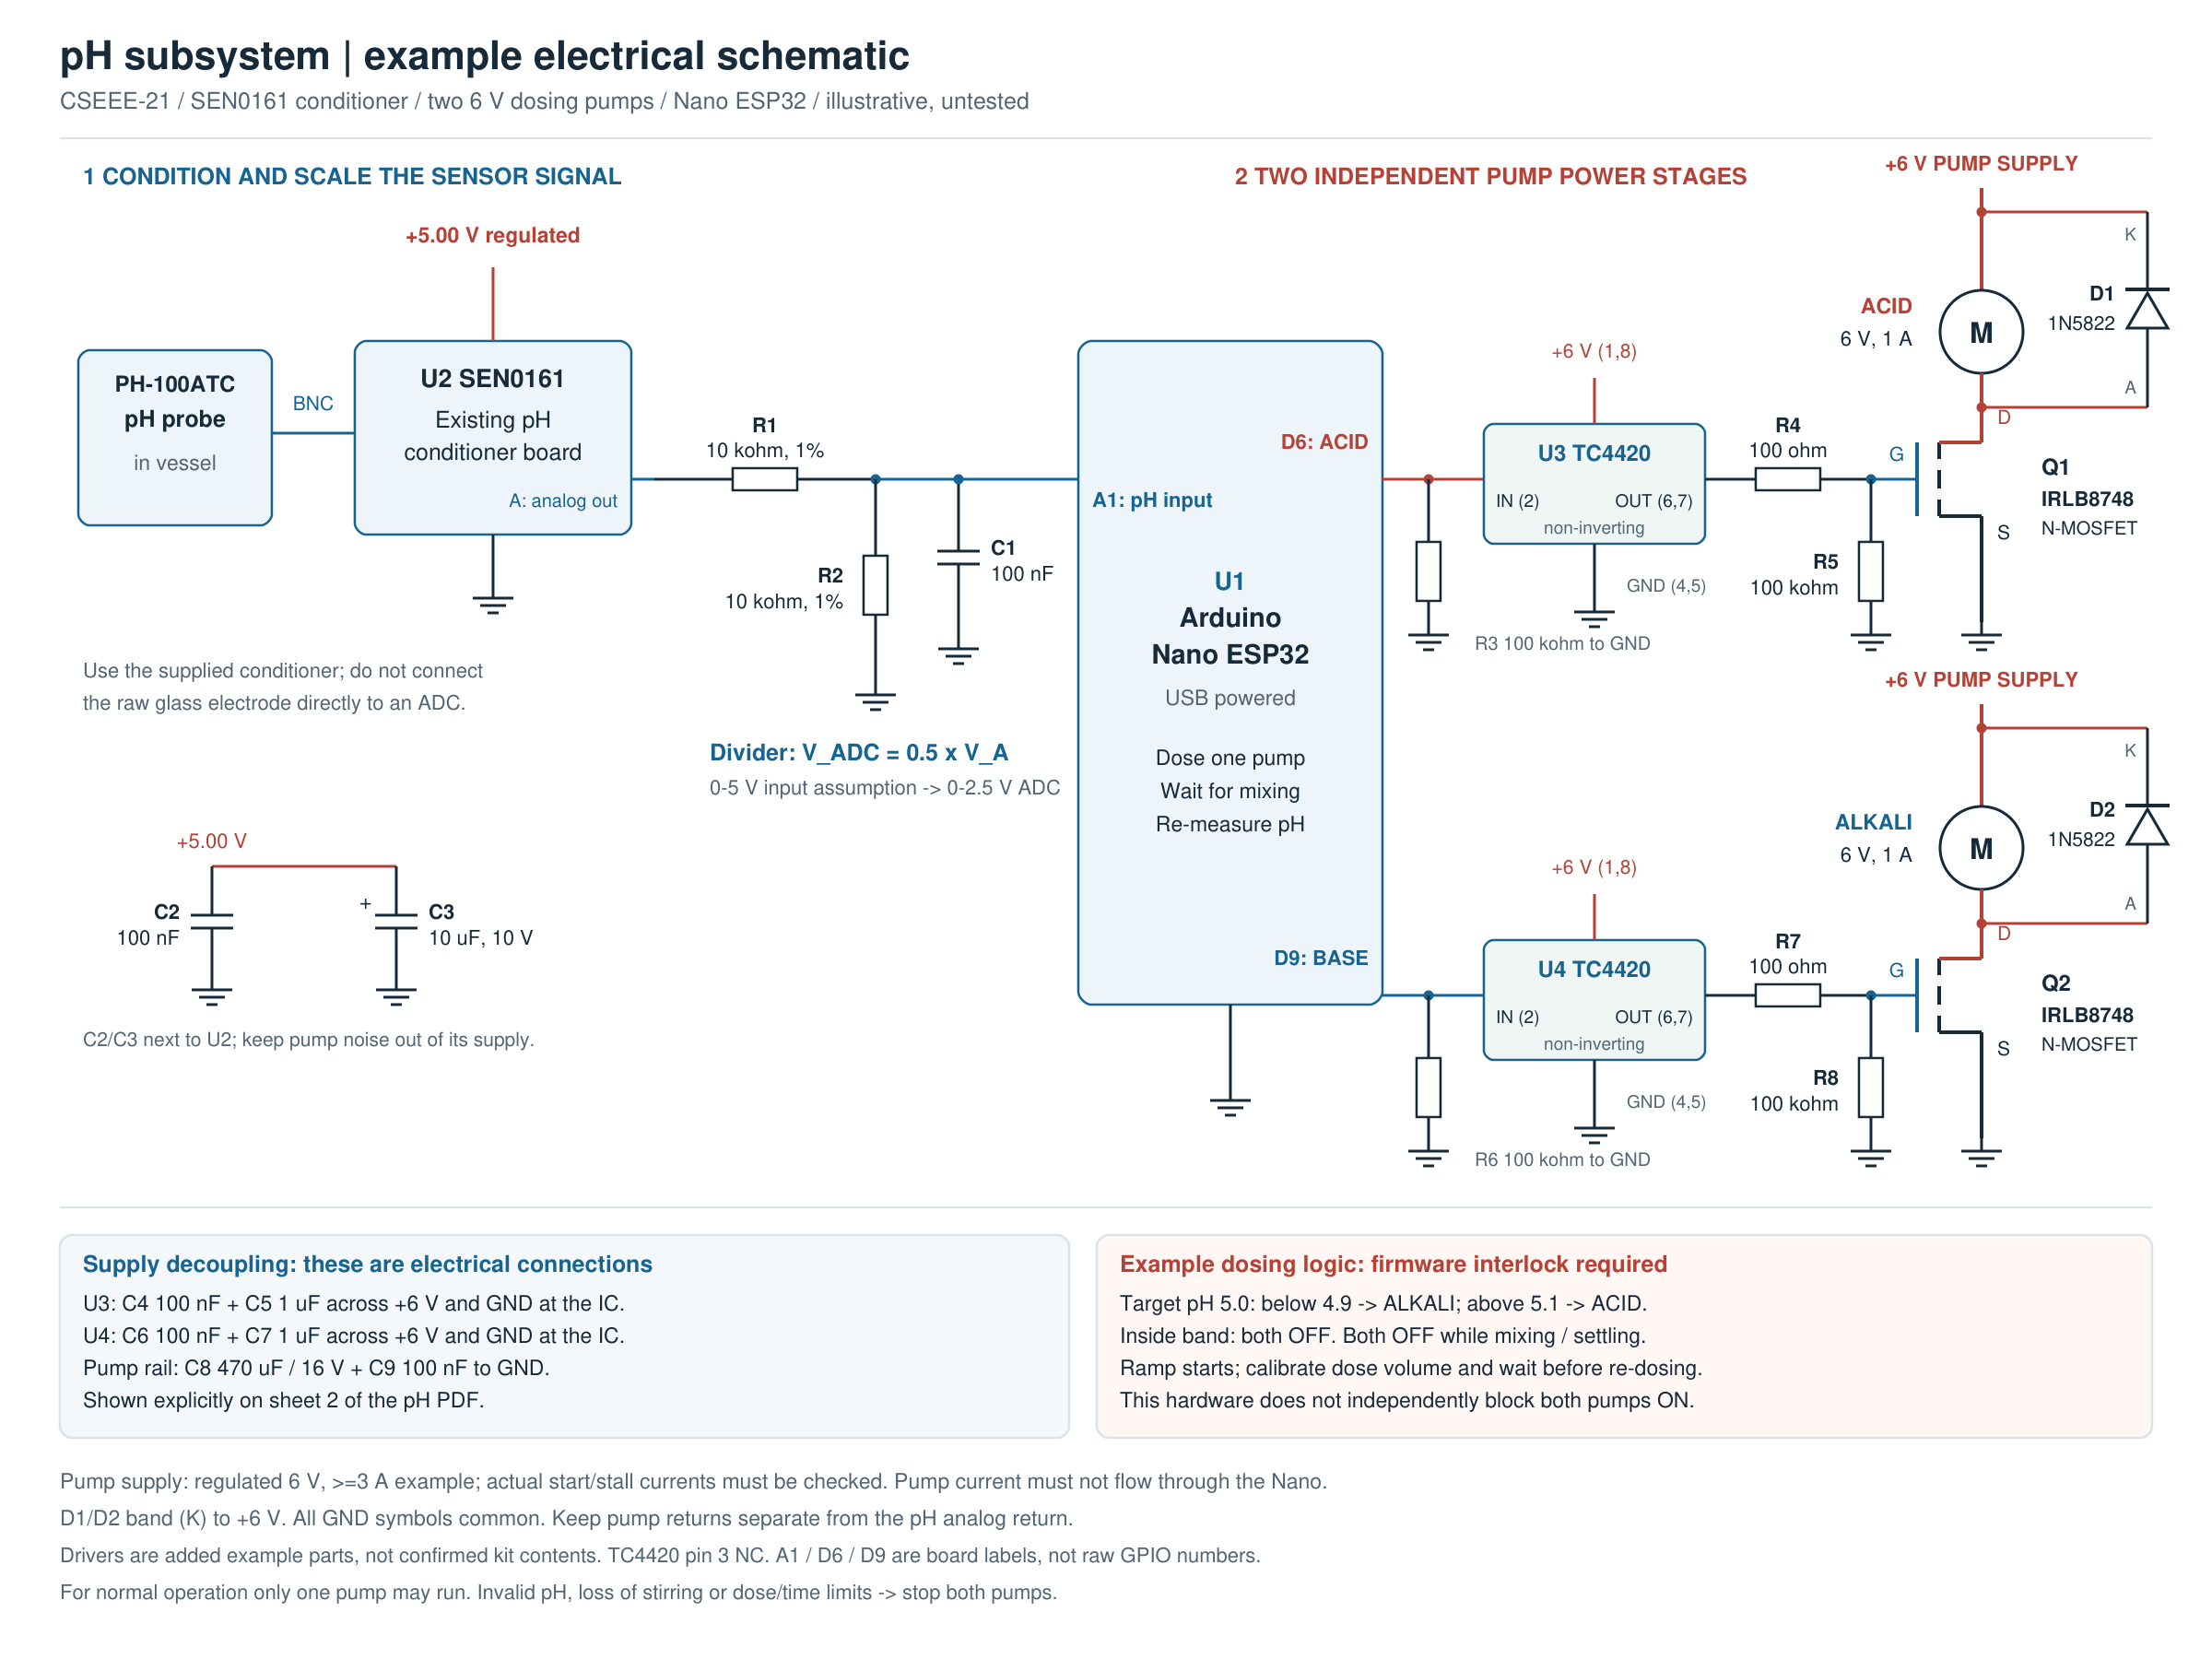 pH subsystem | example electrical schematic
CSEEE-21 / SEN0161 conditioner / two 6 V dosing pumps / Nano ESP32 / illustrative, untested
1 CONDITION AND SCALE THE SENSOR SIGNAL
+5.00 V regulated
PH-100ATC
pH probe
in vessel
BNC
U2 SEN0161
Existing pH
conditioner board
A: analog out
R1
10 kohm, 1%
R2
10 kohm, 1%
C1
100 nF
Use the supplied conditioner; do not connect
the raw glass electrode directly to an ADC.
Divider: V_ADC = 0.5 x V_A
0-5 V input assumption -> 0-2.5 V ADC
+5.00 V
C2
100 nF
+
C3
10 uF, 10 V
C2/C3 next to U2; keep pump noise out of its supply.
D6: ACID
A1: pH input
U1
Arduino
Nano ESP32
USB powered
Dose one pump
Wait for mixing
Re-measure pH
D9: BASE
2 TWO INDEPENDENT PUMP POWER STAGES
+6 V PUMP SUPPLY
K
D1
1N5822
A
ACID
6 V, 1 A
M
+6 V (1,8)
U3 TC4420
IN (2)
OUT (6,7)
non-inverting
GND (4,5)
R3 100 kohm to GND
R4
100 ohm
R5
100 kohm
G
D
S
Q1
IRLB8748
N-MOSFET
+6 V PUMP SUPPLY
K
D2
1N5822
A
ALKALI
6 V, 1 A
M
+6 V (1,8)
U4 TC4420
IN (2)
OUT (6,7)
non-inverting
GND (4,5)
R6 100 kohm to GND
R7
100 ohm
R8
100 kohm
G
D
S
Q2
IRLB8748
N-MOSFET
Supply decoupling: these are electrical connections
U3: C4 100 nF + C5 1 uF across +6 V and GND at the IC.
U4: C6 100 nF + C7 1 uF across +6 V and GND at the IC.
Pump rail: C8 470 uF / 16 V + C9 100 nF to GND.
Shown explicitly on sheet 2 of the pH PDF.
Example dosing logic: firmware interlock required
Target pH 5.0: below 4.9 -> ALKALI; above 5.1 -> ACID.
Inside band: both OFF. Both OFF while mixing / settling.
Ramp starts; calibrate dose volume and wait before re-dosing.
This hardware does not independently block both pumps ON.
Pump supply: regulated 6 V, >=3 A example; actual start/stall currents must be checked. Pump current must not flow through the Nano.
D1/D2 band (K) to +6 V. All GND symbols common. Keep pump returns separate from the pH analog return.
Drivers are added example parts, not confirmed kit contents. TC4420 pin 3 NC. A1 / D6 / D9 are board labels, not raw GPIO numbers.
For normal operation only one pump may run. Invalid pH, loss of stirring or dose/time limits -> stop both pumps.